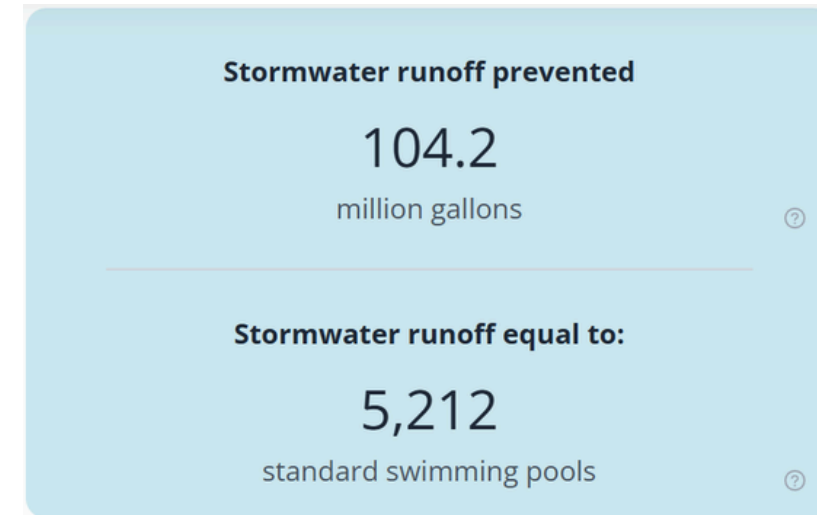 Stormwater runoff prevented
104.2
million gallons
?
Stormwater runoff equal to:
5,212
standard swimming pools
?